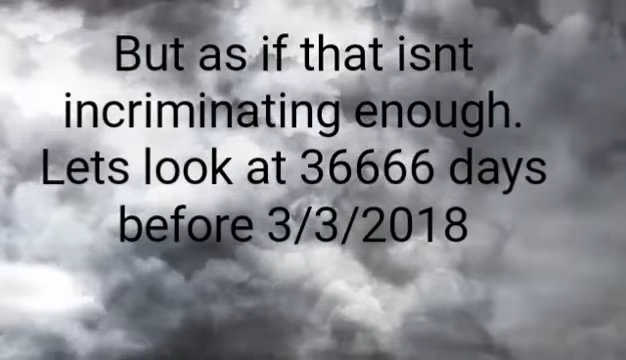 But as if that isnt
incriminating enough.
Lets look at 36666 days
before 3/3/2018